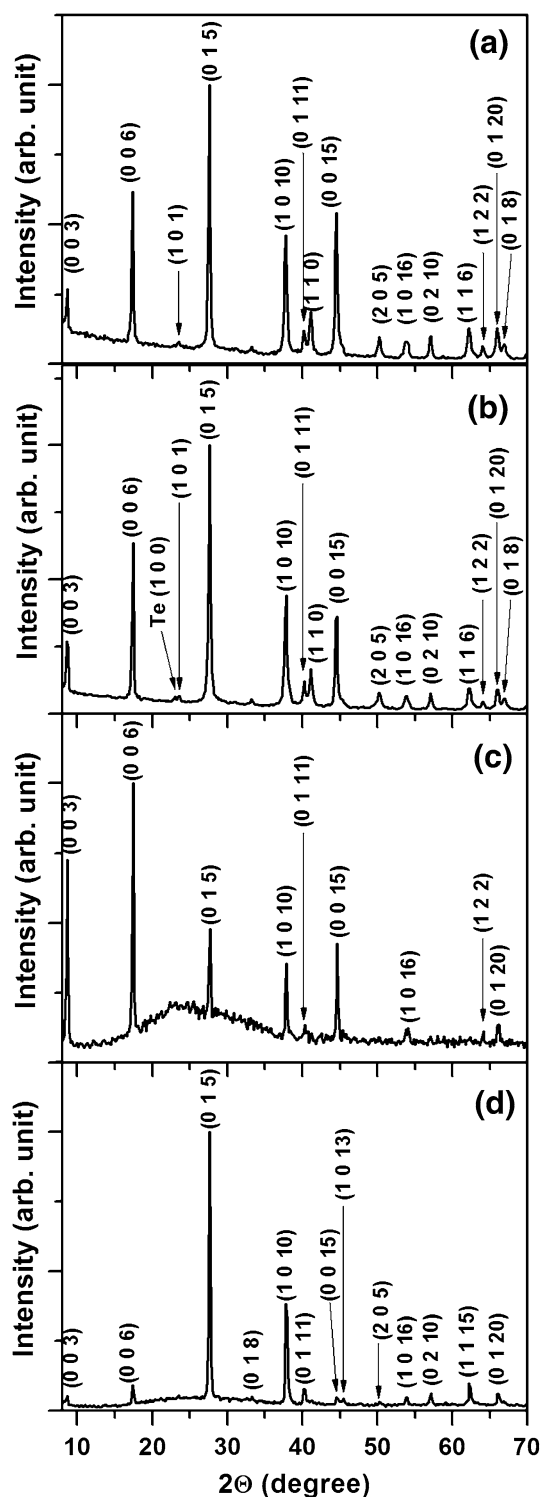 (a)
Intensity (arb. unit)
(0 0 3)
(0 0 6)
(1 0 1)
(0 1 5)
(1 0 10)
(0 1 11)
(1 1 0)
(0 0 15)
(2 0 5)
(1 0 16)
(0 2 10)
(1 1 6)
(1 2 2)
(0 1 20)
(0 1 8)
(b)
Intensity (arb. unit)
(0 0 3)
(0 0 6)
Te (1 0 0)
(1 0 1)
(0 1 5)
(1 0 10)
(0 1 11)
(1 1 0)
(0 0 15)
(2 0 5)
(1 0 16)
(0 2 10)
(1 1 6)
(1 2 2)
(0 1 20)
(0 1 8)
(c)
Intensity (arb. unit)
(0 0 3)
(0 0 6)
(0 1 5)
(1 0 10)
(0 1 11)
(0 0 15)
(1 0 16)
(1 2 2)
(0 1 20)
(d)
Intensity (arb. unit)
(0 0 3)
(0 0 6)
(0 1 5)
(0 1 8)
(1 0 10)
(0 1 11)
(0 0 15)
(1 0 13)
(2 0 5)
(1 0 16)
(0 2 10)
(1 1 15)
(0 1 20)
10 20 30 40 50 60 70
2Θ (degree)